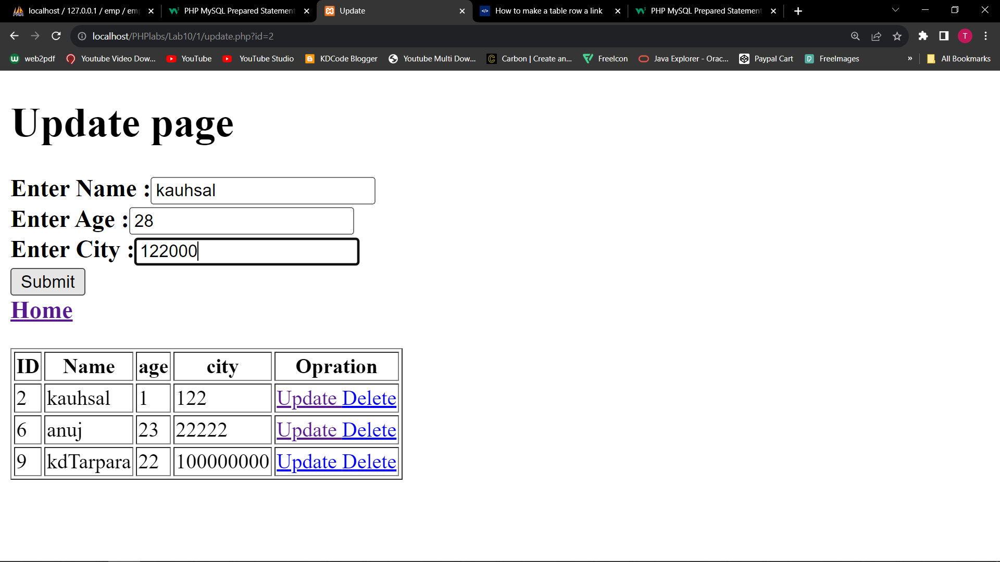 localhost / 127.0.0.1 / emp / em
PHP MySQL Prepared Statement
Update
How to make a table row a link
PHP MySQL Prepared Statement
localhost/PHPlabs/Lab10/1/update.php?id=2
T
web2pdf
Youtube Video Dow...
YouTube
YouTube Studio
KDCode Blogger
Youtube Multi Dow...
Carbon | Create an...
FreeIcon
Java Explorer - Orac...
Paypal Cart
FreeImages
»
All Bookmarks
Update page
Enter Name : kauhsal
Enter Age : 28
Enter City : 122000
Submit
Home
ID Name age city Opration
2 kauhsal 1 122 Update Delete
6 anuj 23 22222 Update Delete
9 kdTarpara 22 100000000 Update Delete